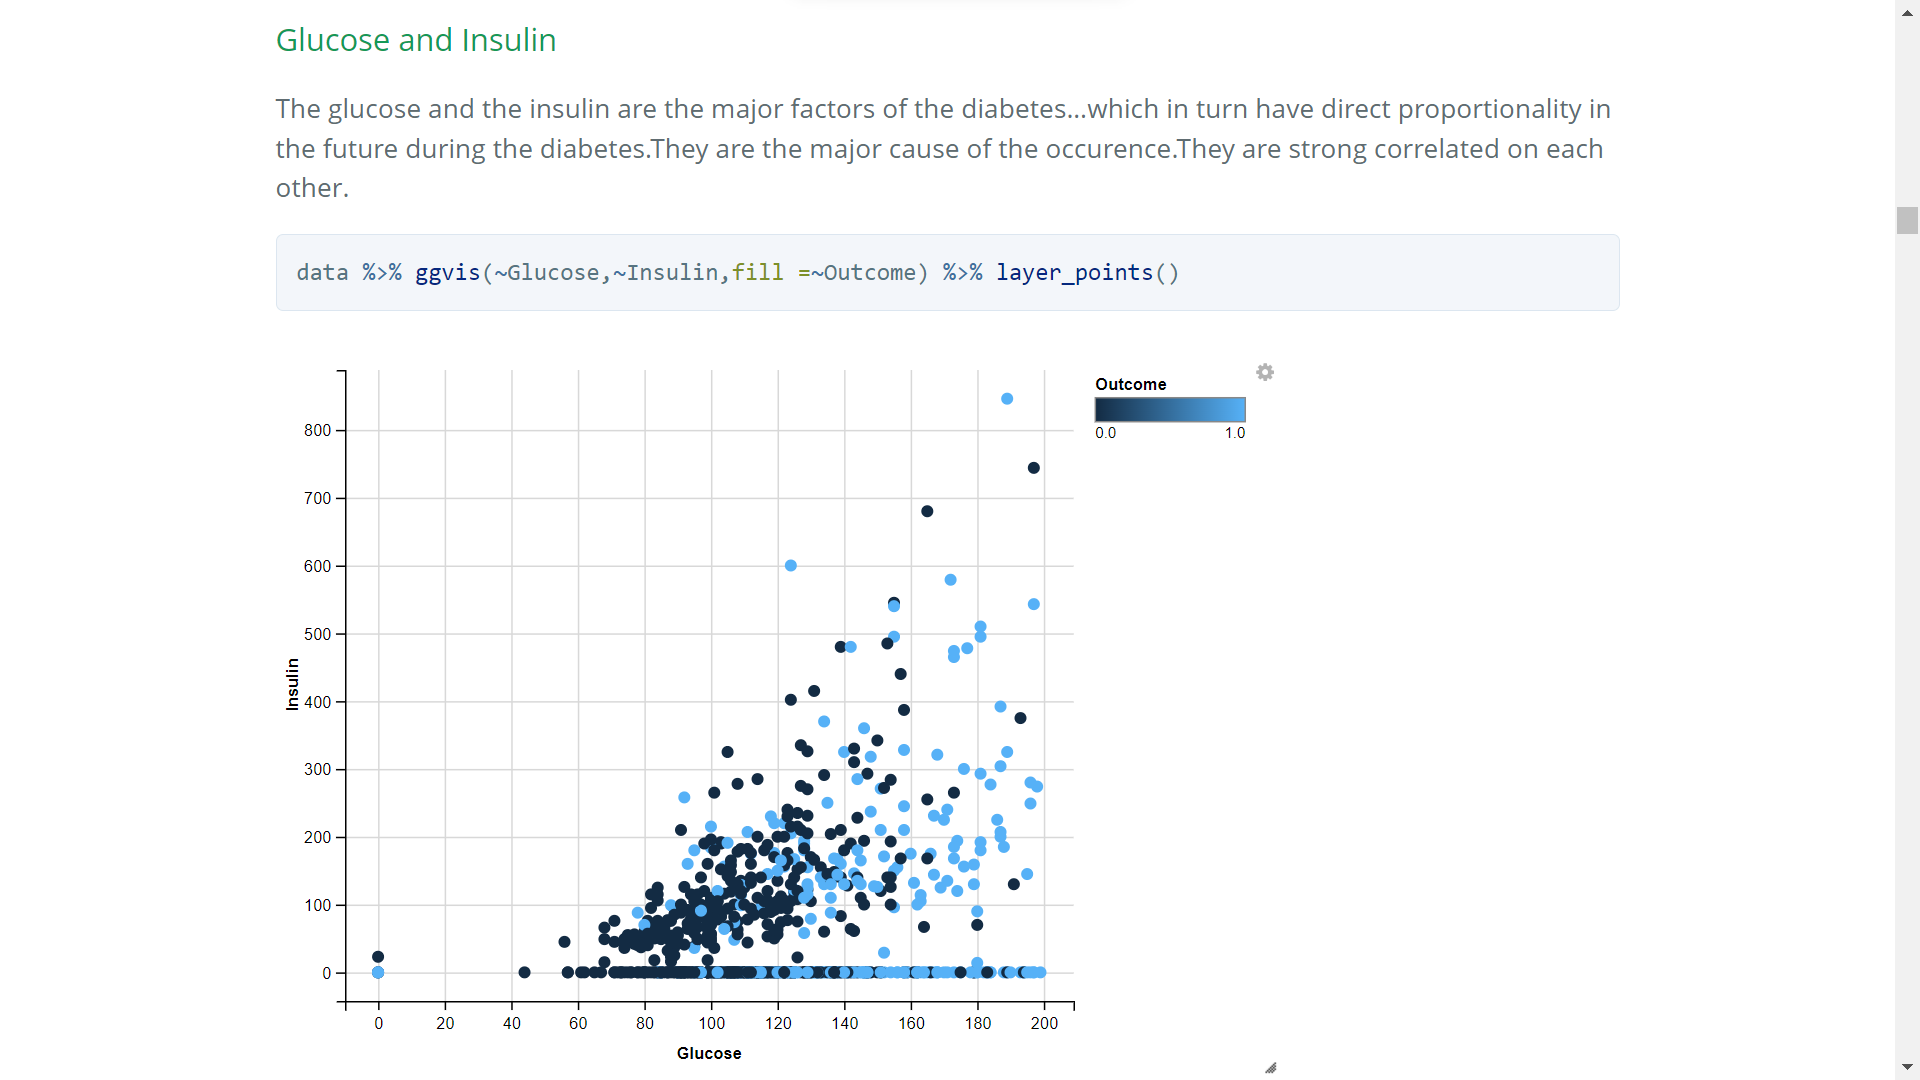 Glucose and Insulin
The glucose and the insulin are the major factors of the diabetes...which in turn have direct proportionality in
the future during the diabetes.They are the major cause of the occurence.They are strong correlated on each
other.
data %>% ggvis(~Glucose,~Insulin,fill =~Outcome) %>% layer_points()
Outcome
0.0 1.0
800
700
600
500
400
300
200
100
0
Insulin
0 20 40 60 80 100 120 140 160 180 200
Glucose